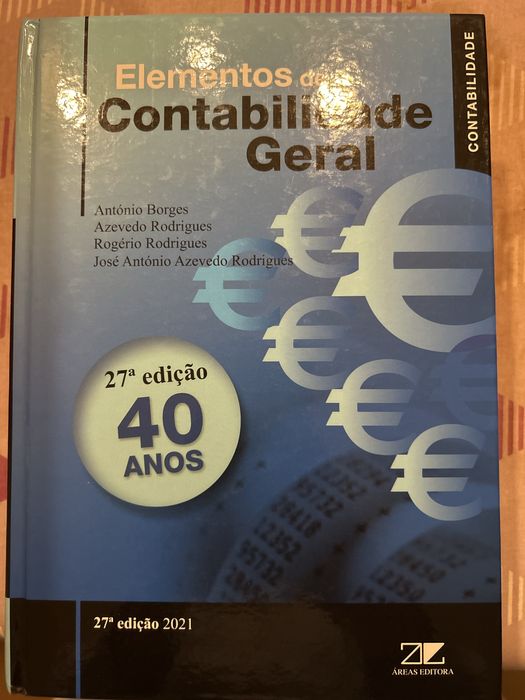 CONTABILIDADE
Elementos de
Contabilidade
Geral
António Borges
Azevedo Rodrigues
Rogério Rodrigues
José António Azevedo Rodrigues
27ª edição
40
ANOS
27ª edição 2021
ÁREAS EDITORA